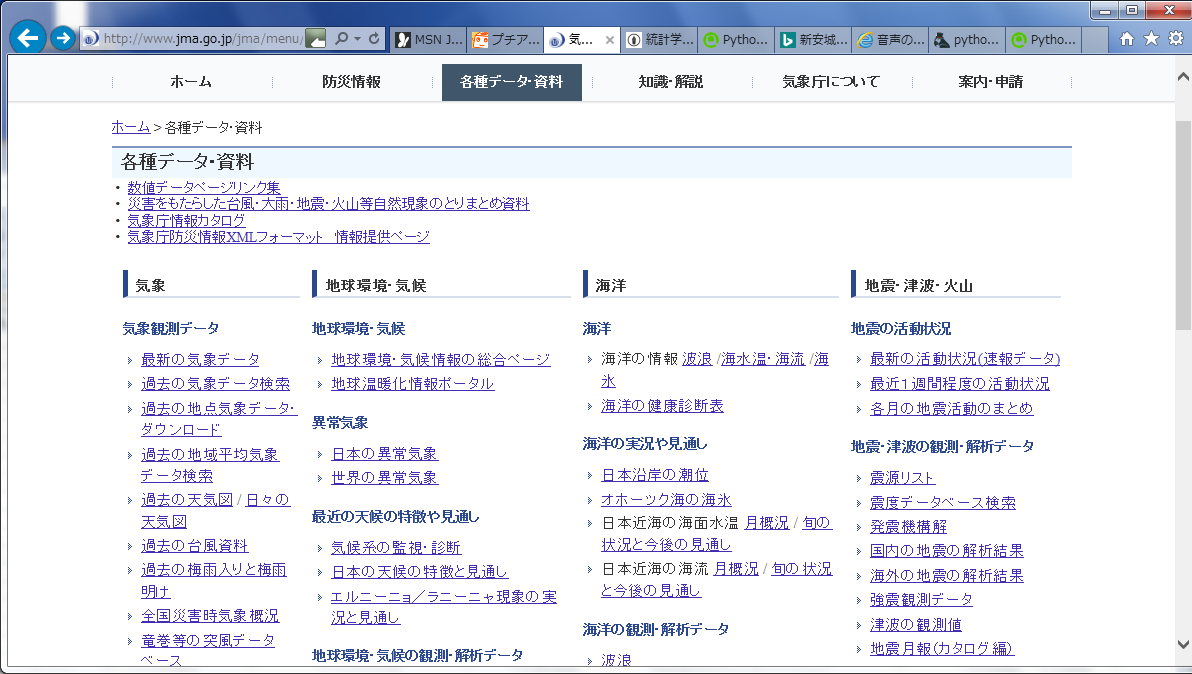 http://www.jma.go.jp/jma/menu/
MSN J...
プチア...
気...
統計学...
Pytho...
新安城...
音声の...
pytho...
Pytho...
ホーム
防災情報
各種データ・資料
知識・解説
気象庁について
案内・申請
ホーム > 各種データ・資料
各種データ・資料
・ 数値データページリンク集
・ 災害をもたらした台風・大雨・地震・火山等自然現象のとりまとめ資料
・ 気象庁情報カタログ
・ 気象庁防災情報XMLフォーマット 情報提供ページ
気象
気象観測データ
最新の気象データ
過去の気象データ検索
過去の地点気象データ・
ダウンロード
過去の地域平均気象
データ検索
過去の天気図 / 日々の
天気図
過去の台風資料
過去の梅雨入りと梅雨
明け
全国災害時気象概況
竜巻等の突風データ
ベース
地球環境・気候
地球環境・気候
地球環境・気候情報の総合ページ
地球温暖化情報ポータル
異常気象
日本の異常気象
世界の異常気象
最近の天候の特徴や見通し
気候系の監視・診断
日本の天候の特徴と見通し
エルニーニョ／ラニーニャ現象の実
況と見通し
地球環境・気候の観測・解析データ
海洋
海洋
海洋の情報 波浪 /海水温・海流 /海
氷
海洋の健康診断表
海洋の実況や見通し
日本沿岸の潮位
オホーツク海の海氷
日本近海の海面水温 月概況 / 旬の
状況と今後の見通し
日本近海の海流 月概況 / 旬の状況
と今後の見通し
海洋の観測・解析データ
波浪
地震・津波・火山
地震の活動状況
最新の活動状況(速報データ)
最近１週間程度の活動状況
各月の地震活動のまとめ
地震・津波の観測・解析データ
震源リスト
震度データベース検索
発震機構解
国内の地震の解析結果
海外の地震の解析結果
強震観測データ
津波の観測値
地震月報(カタログ編)